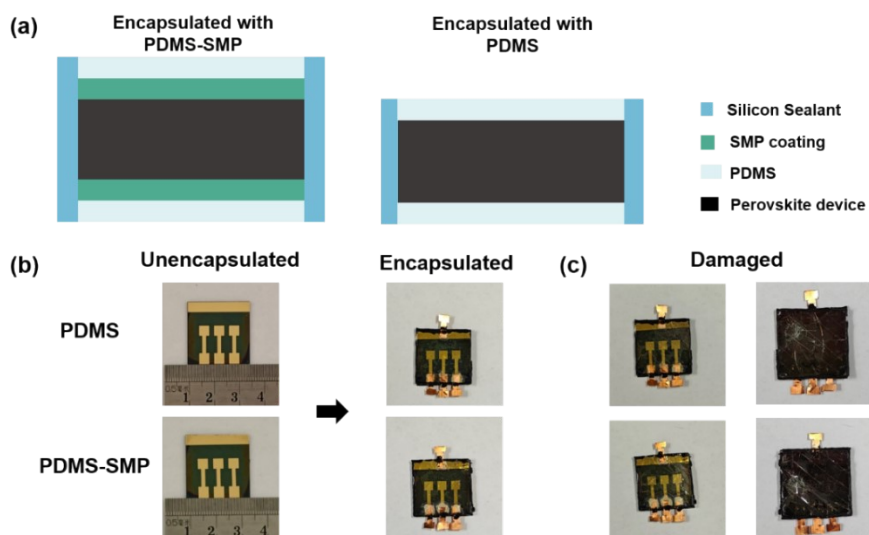 (a)
Encapsulated with
PDMS-SMP
Encapsulated with
PDMS
Silicon Sealant
SMP coating
PDMS
Perovskite device
(b)
Unencapsulated
Encapsulated
(c)
Damaged
PDMS
1 2 3 4
PDMS-SMP
1 2 3 4